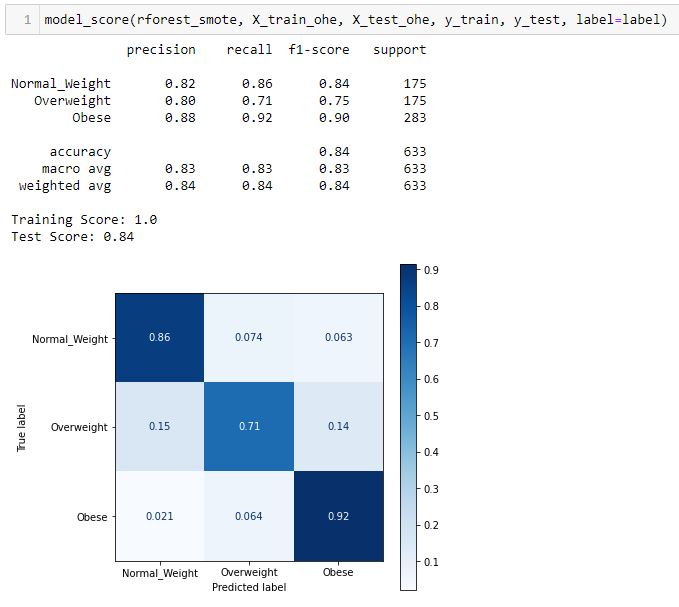 1 model_score(rforest_smote, X_train_ohe, X_test_ohe, y_train, y_test, label=label)
precision recall f1-score support
Normal_Weight 0.82 0.86 0.84 175
Overweight 0.80 0.71 0.75 175
Obese 0.88 0.92 0.90 283
accuracy 0.84 633
macro avg 0.83 0.83 0.83 633
weighted avg 0.84 0.84 0.84 633
Training Score: 1.0
Test Score: 0.84
Normal_Weight 0.86 0.074 0.063
Overweight 0.15 0.71 0.14
Obese 0.021 0.064 0.92
True label
Normal_Weight Overweight Obese
Predicted label
0.9
0.8
0.7
0.6
0.5
0.4
0.3
0.2
0.1